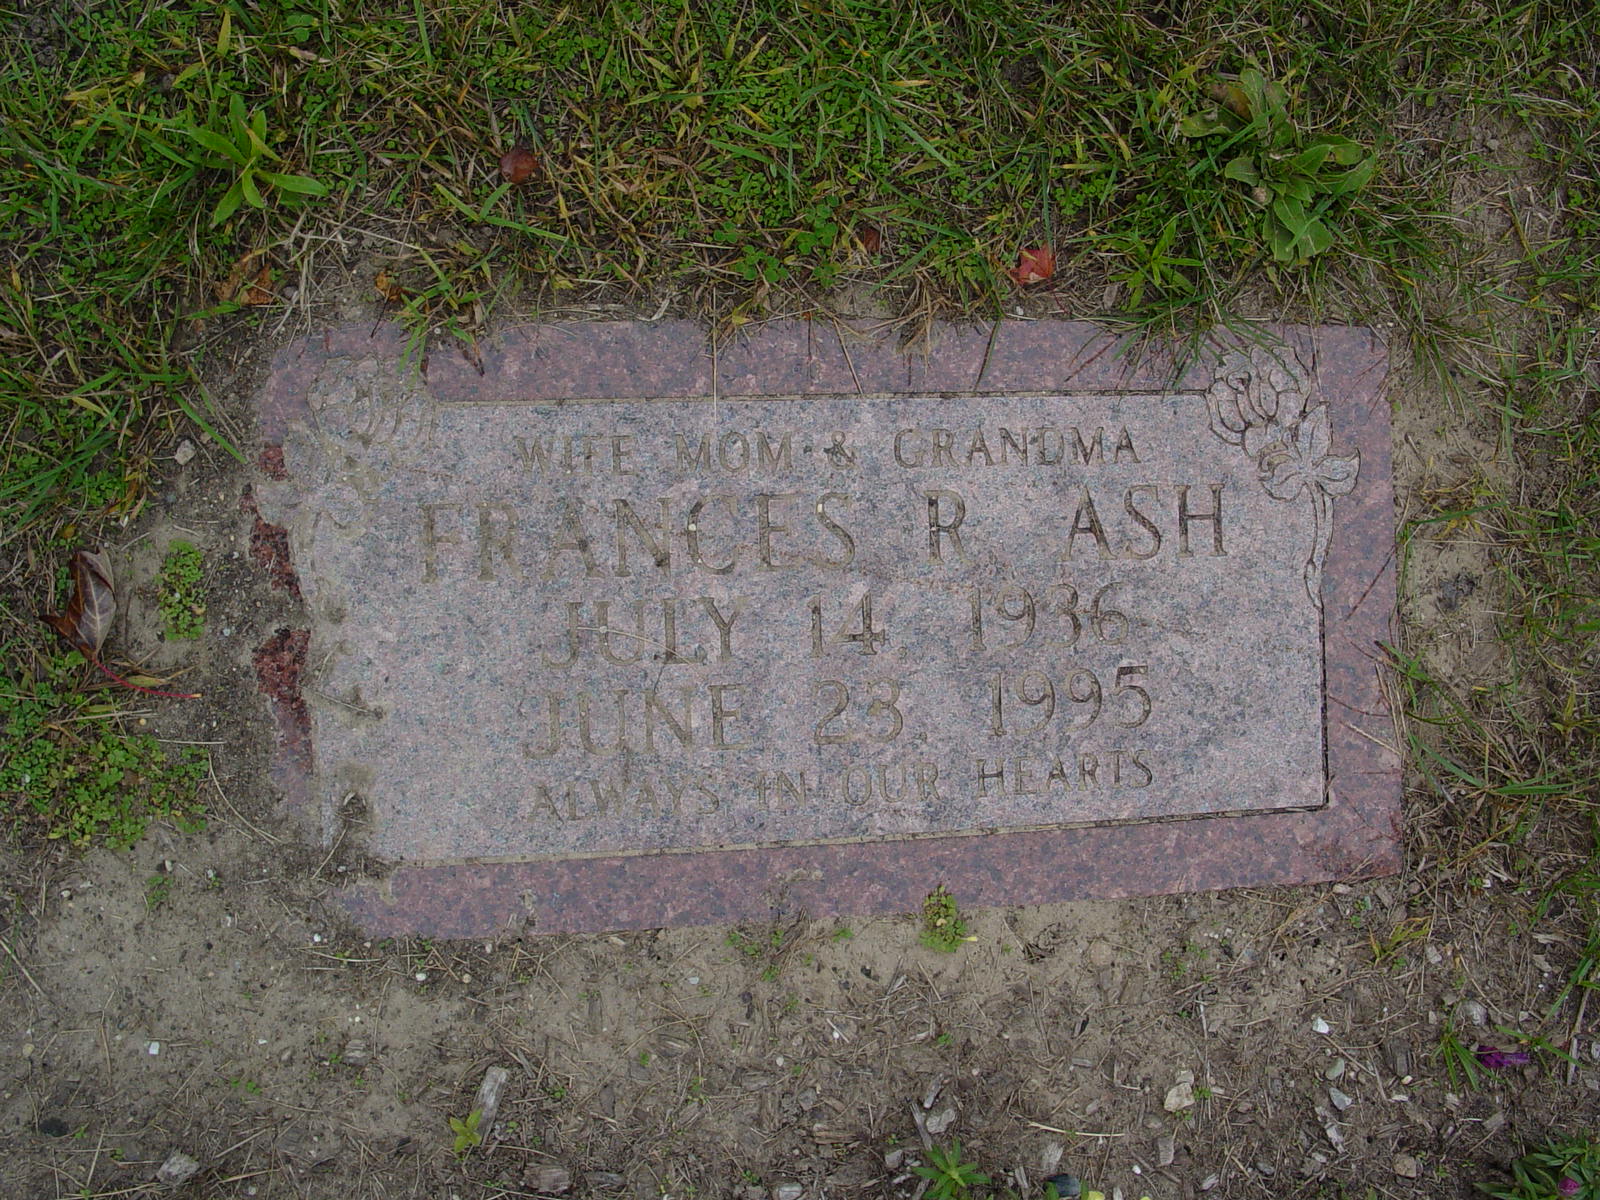 WIFE MOM & GRANDMA
FRANCES R. ASH
JULY 14, 1936
JUNE 23, 1995
ALWAYS IN OUR HEARTS